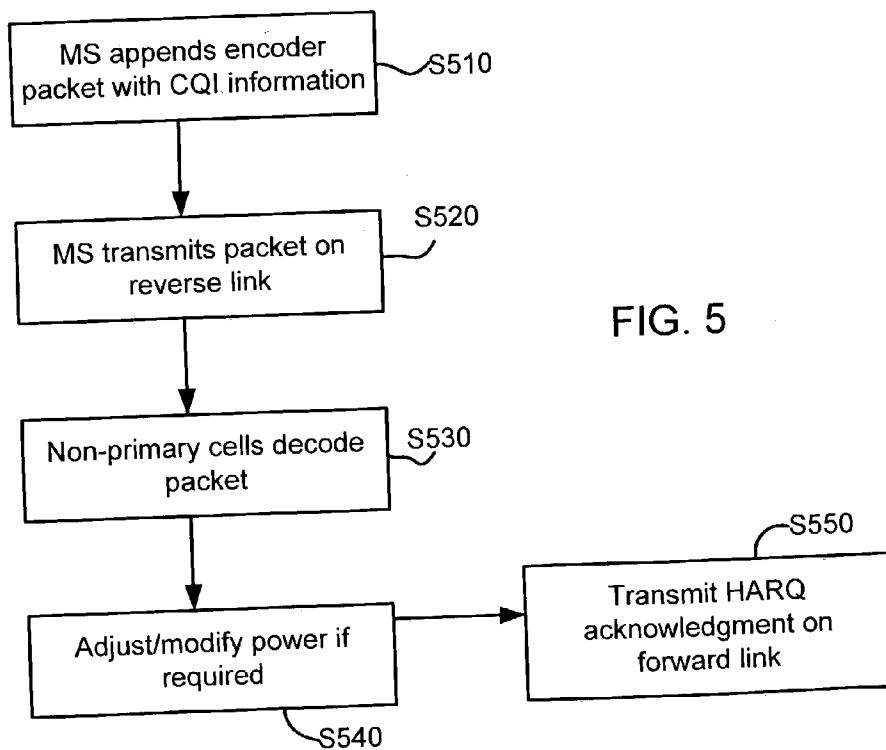 MS appends encoder
packet with CQI information
S510
MS transmits packet on
reverse link
S520
FIG. 5
Non-primary cells decode
packet
S530
Adjust/modify power if
required
S540
S550
Transmit HARQ
acknowledgment on
forward link